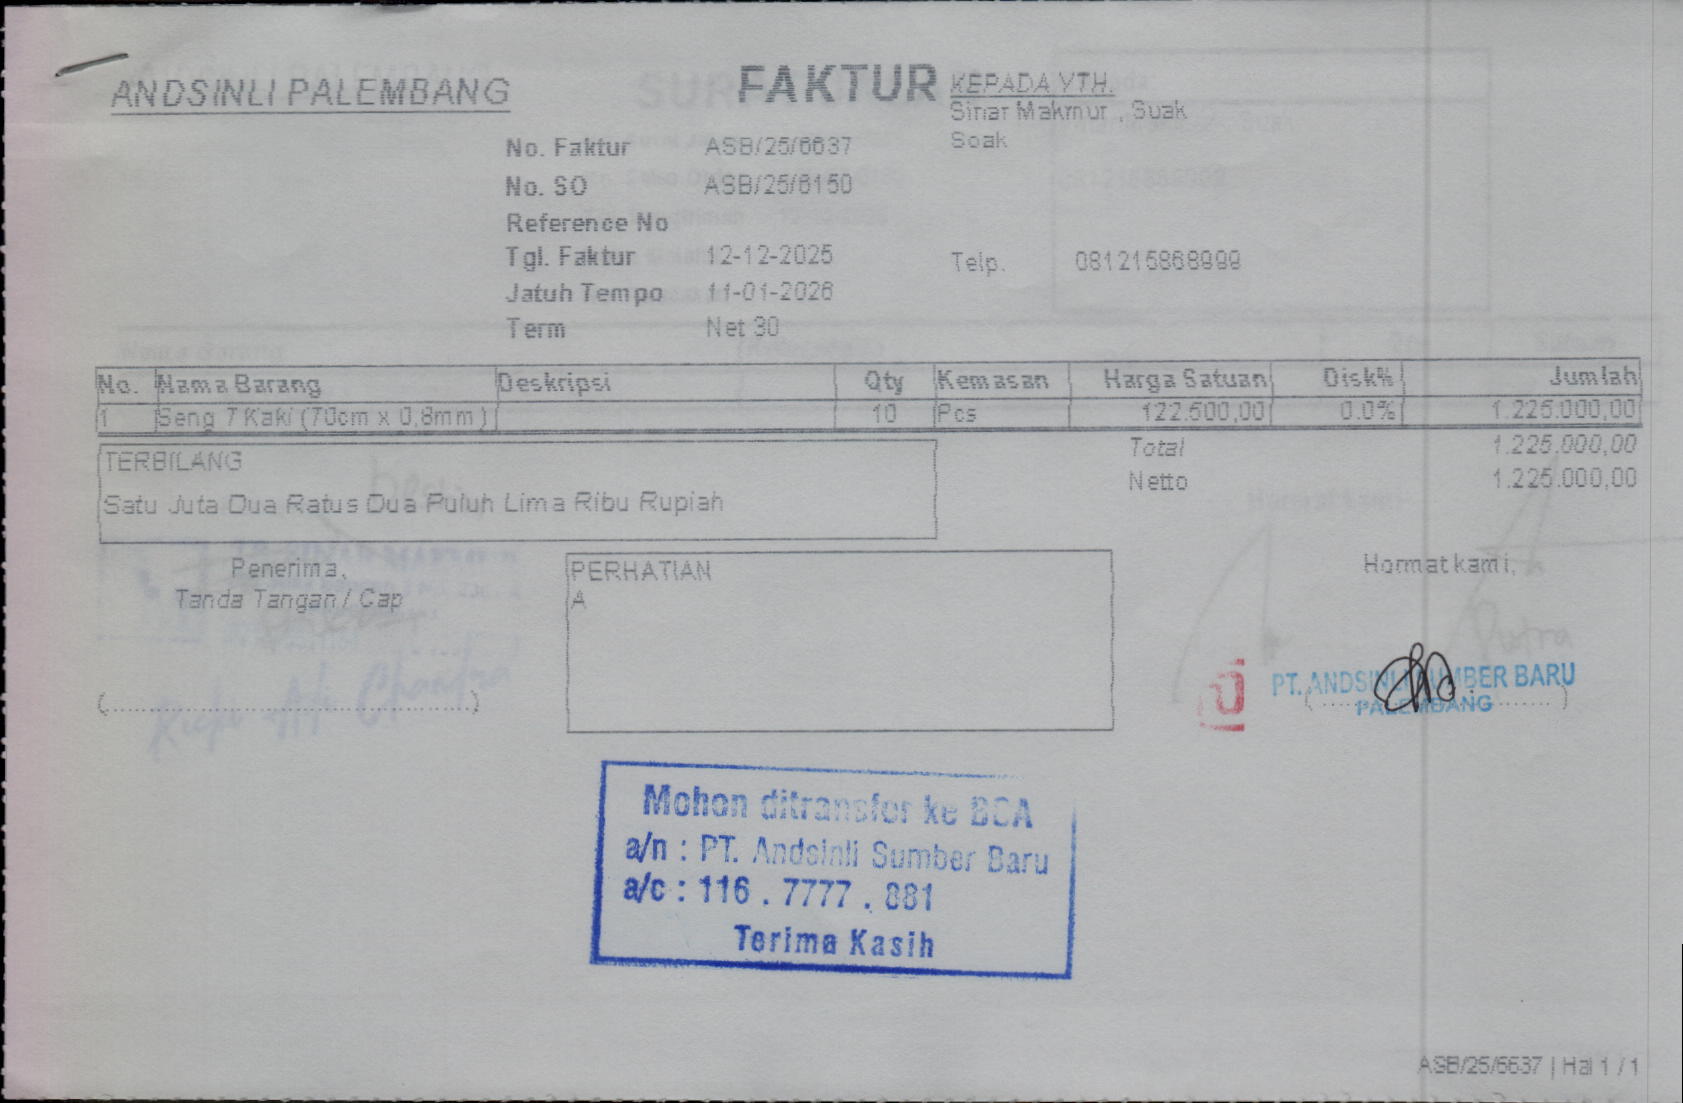 ANDSINLI PALEMBANG
FAKTUR
KEPADA YTH.
Sinar Makmur , Suak
Soak
No. Faktur ASB/25/6637
No. SO ASB/25/6150
Reference No
Tgl. Faktur 12-12-2025
Telp. 081215868999
Jatuh Tempo 11-01-2026
Term Net 30
No. Nama Barang Deskripsi Qty Kemasan Harga Satuan Disk% Jumlah
1 Seng 7 Kaki (70cm x 0,8mm) 10 Pcs 122.500,00 0.0% 1.225.000,00
TERBILANG
Total 1.225.000,00
Netto 1.225.000,00
Satu Juta Dua Ratus Dua Puluh Lima Ribu Rupiah
Penerima,
Tanda Tangan / Cap
PERHATIAN
A
Hormat kami,
Putra
PT. ANDSINLI SUMBER BARU
PALEMBANG
(..........................................................)
Mohon ditransfer ke BCA
a/n : PT. Andsinli Sumber Baru
a/c : 116 . 7777 . 881
Terima Kasih
ASB/25/6637 | Hal 1 / 1